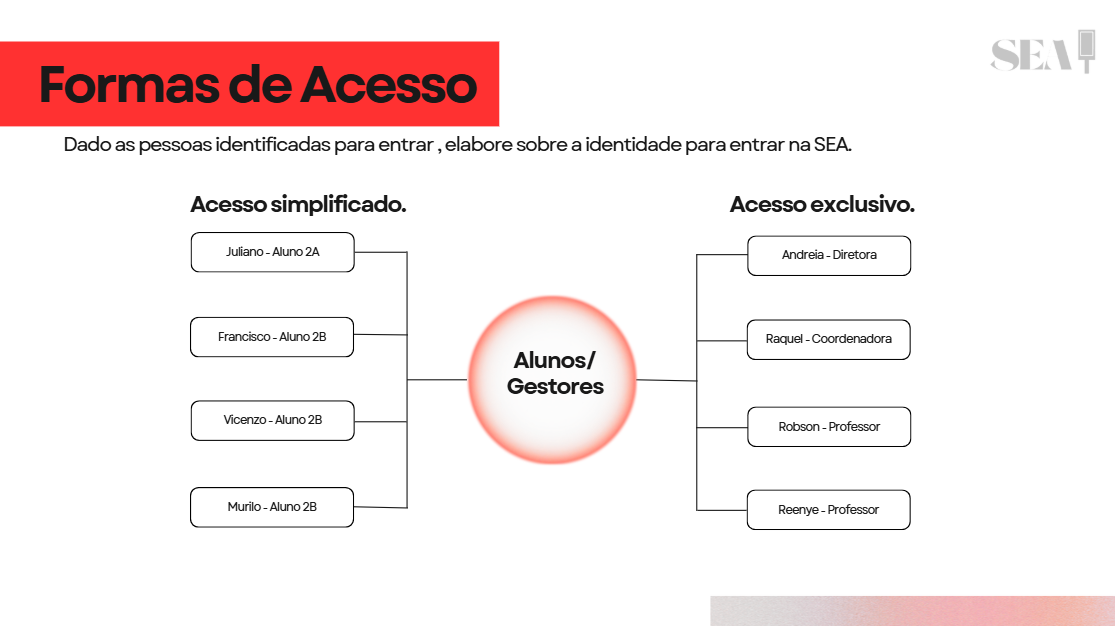 SEA
Formas de Acesso
Dado as pessoas identificadas para entrar , elabore sobre a identidade para entrar na SEA.
Acesso simplificado.
Juliano - Aluno 2A
Francisco - Aluno 2B
Vicenzo - Aluno 2B
Murilo - Aluno 2B
Alunos/
Gestores
Acesso exclusivo.
Andreia - Diretora
Raquel - Coordenadora
Robson - Professor
Reenye - Professor